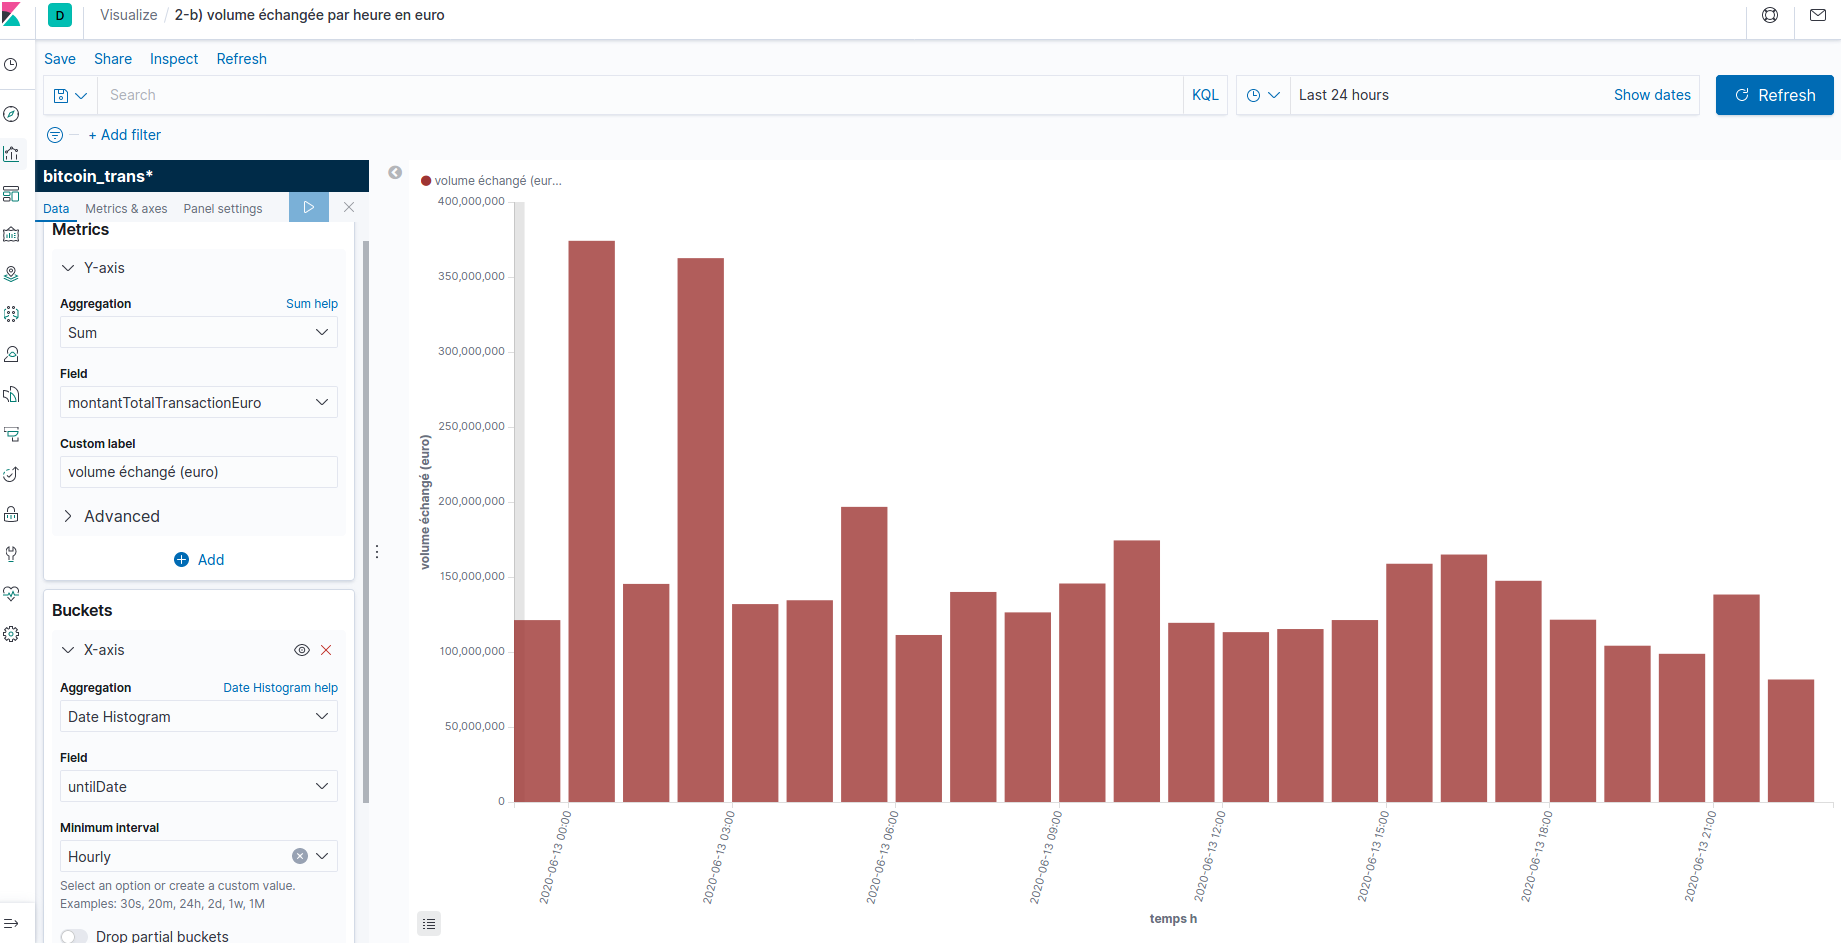 D
Visualize / 2-b) volume échangée par heure en euro
Save Share Inspect Refresh
Search KQL Last 24 hours Show dates Refresh
+ Add filter
bitcoin_trans*
Data Metrics & axes Panel settings
Metrics
Y-axis
Aggregation Sum help
Sum
Field
montantTotalTransactionEuro
Custom label
volume échangé (euro)
Advanced
Add
Buckets
X-axis
Aggregation Date Histogram help
Date Histogram
Field
untilDate
Minimum interval
Hourly
Select an option or create a custom value.
Examples: 30s, 20m, 24h, 2d, 1w, 1M
Drop partial buckets
volume échangé (eur...
400,000,000
350,000,000
300,000,000
250,000,000
200,000,000
150,000,000
100,000,000
50,000,000
0
volume échangé (euro)
2020-06-13 00:00
2020-06-13 03:00
2020-06-13 06:00
2020-06-13 09:00
2020-06-13 12:00
2020-06-13 15:00
2020-06-13 18:00
2020-06-13 21:00
temps h